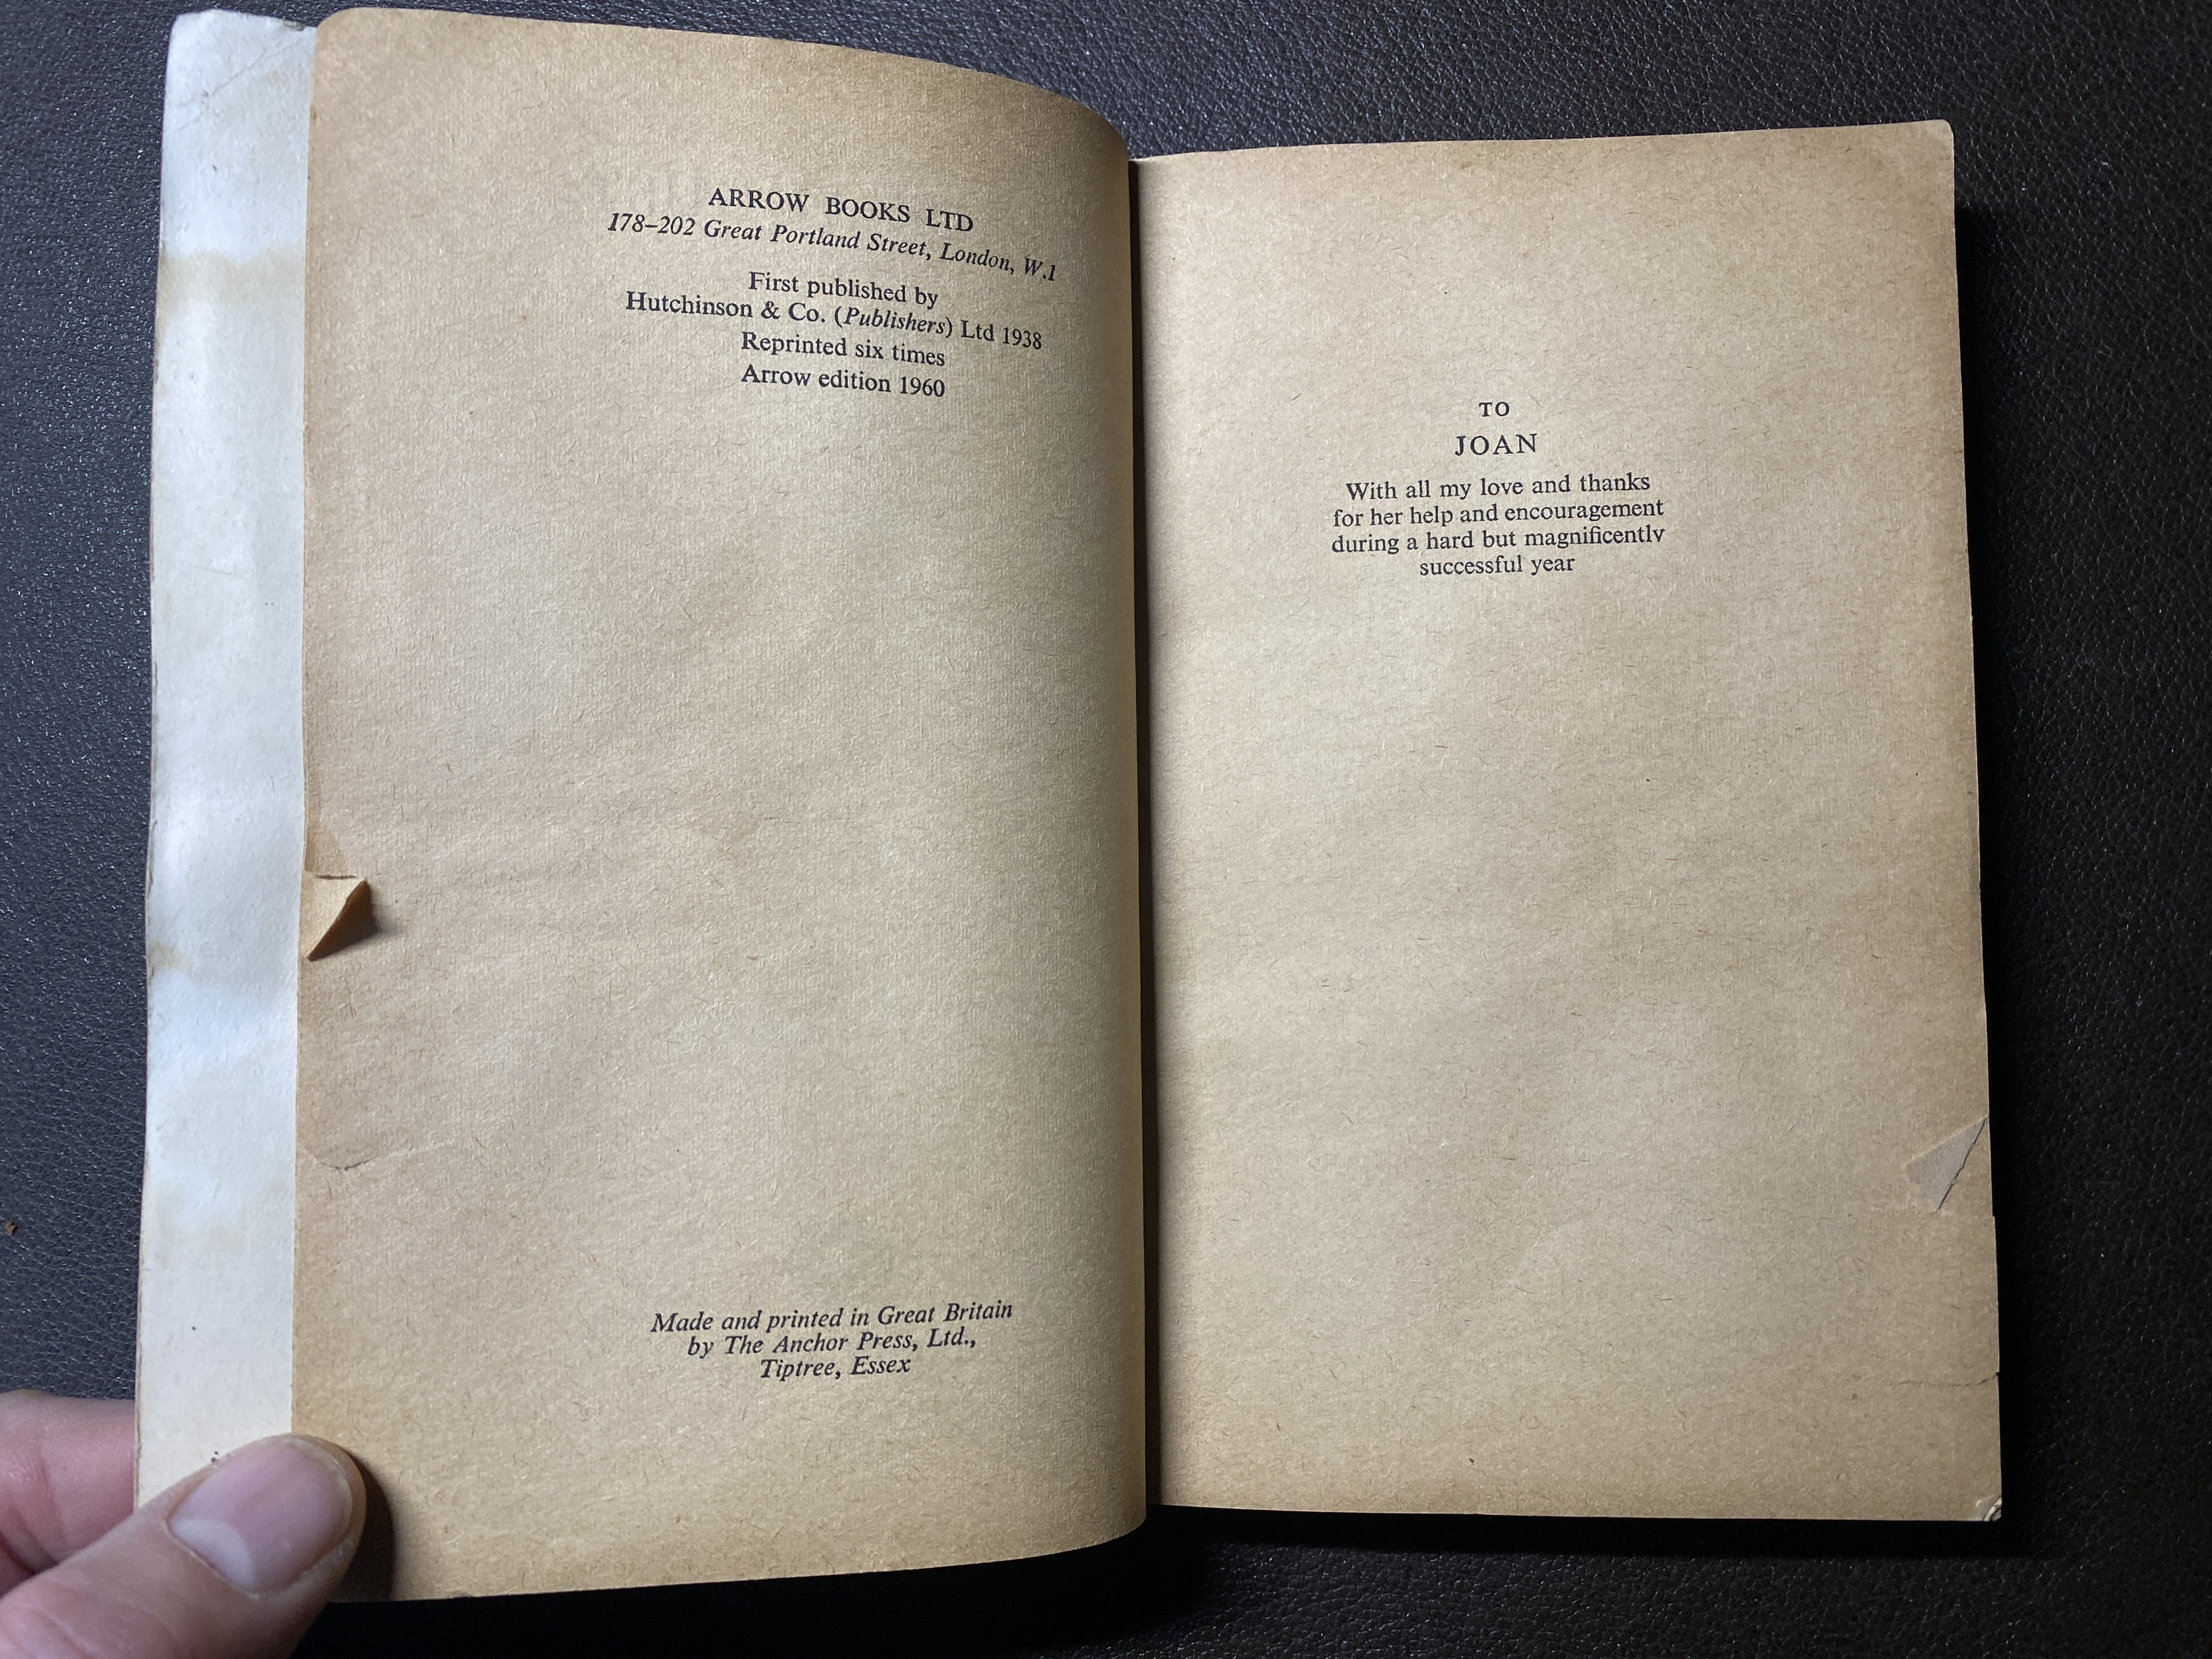 ARROW BOOKS LTD
178–202 Great Portland Street, London, W.1
First published by
Hutchinson & Co. (Publishers) Ltd 1938
Reprinted six times
Arrow edition 1960
Made and printed in Great Britain
by The Anchor Press, Ltd.,
Tiptree, Essex
TO
JOAN
With all my love and thanks
for her help and encouragement
during a hard but magnificently
successful year